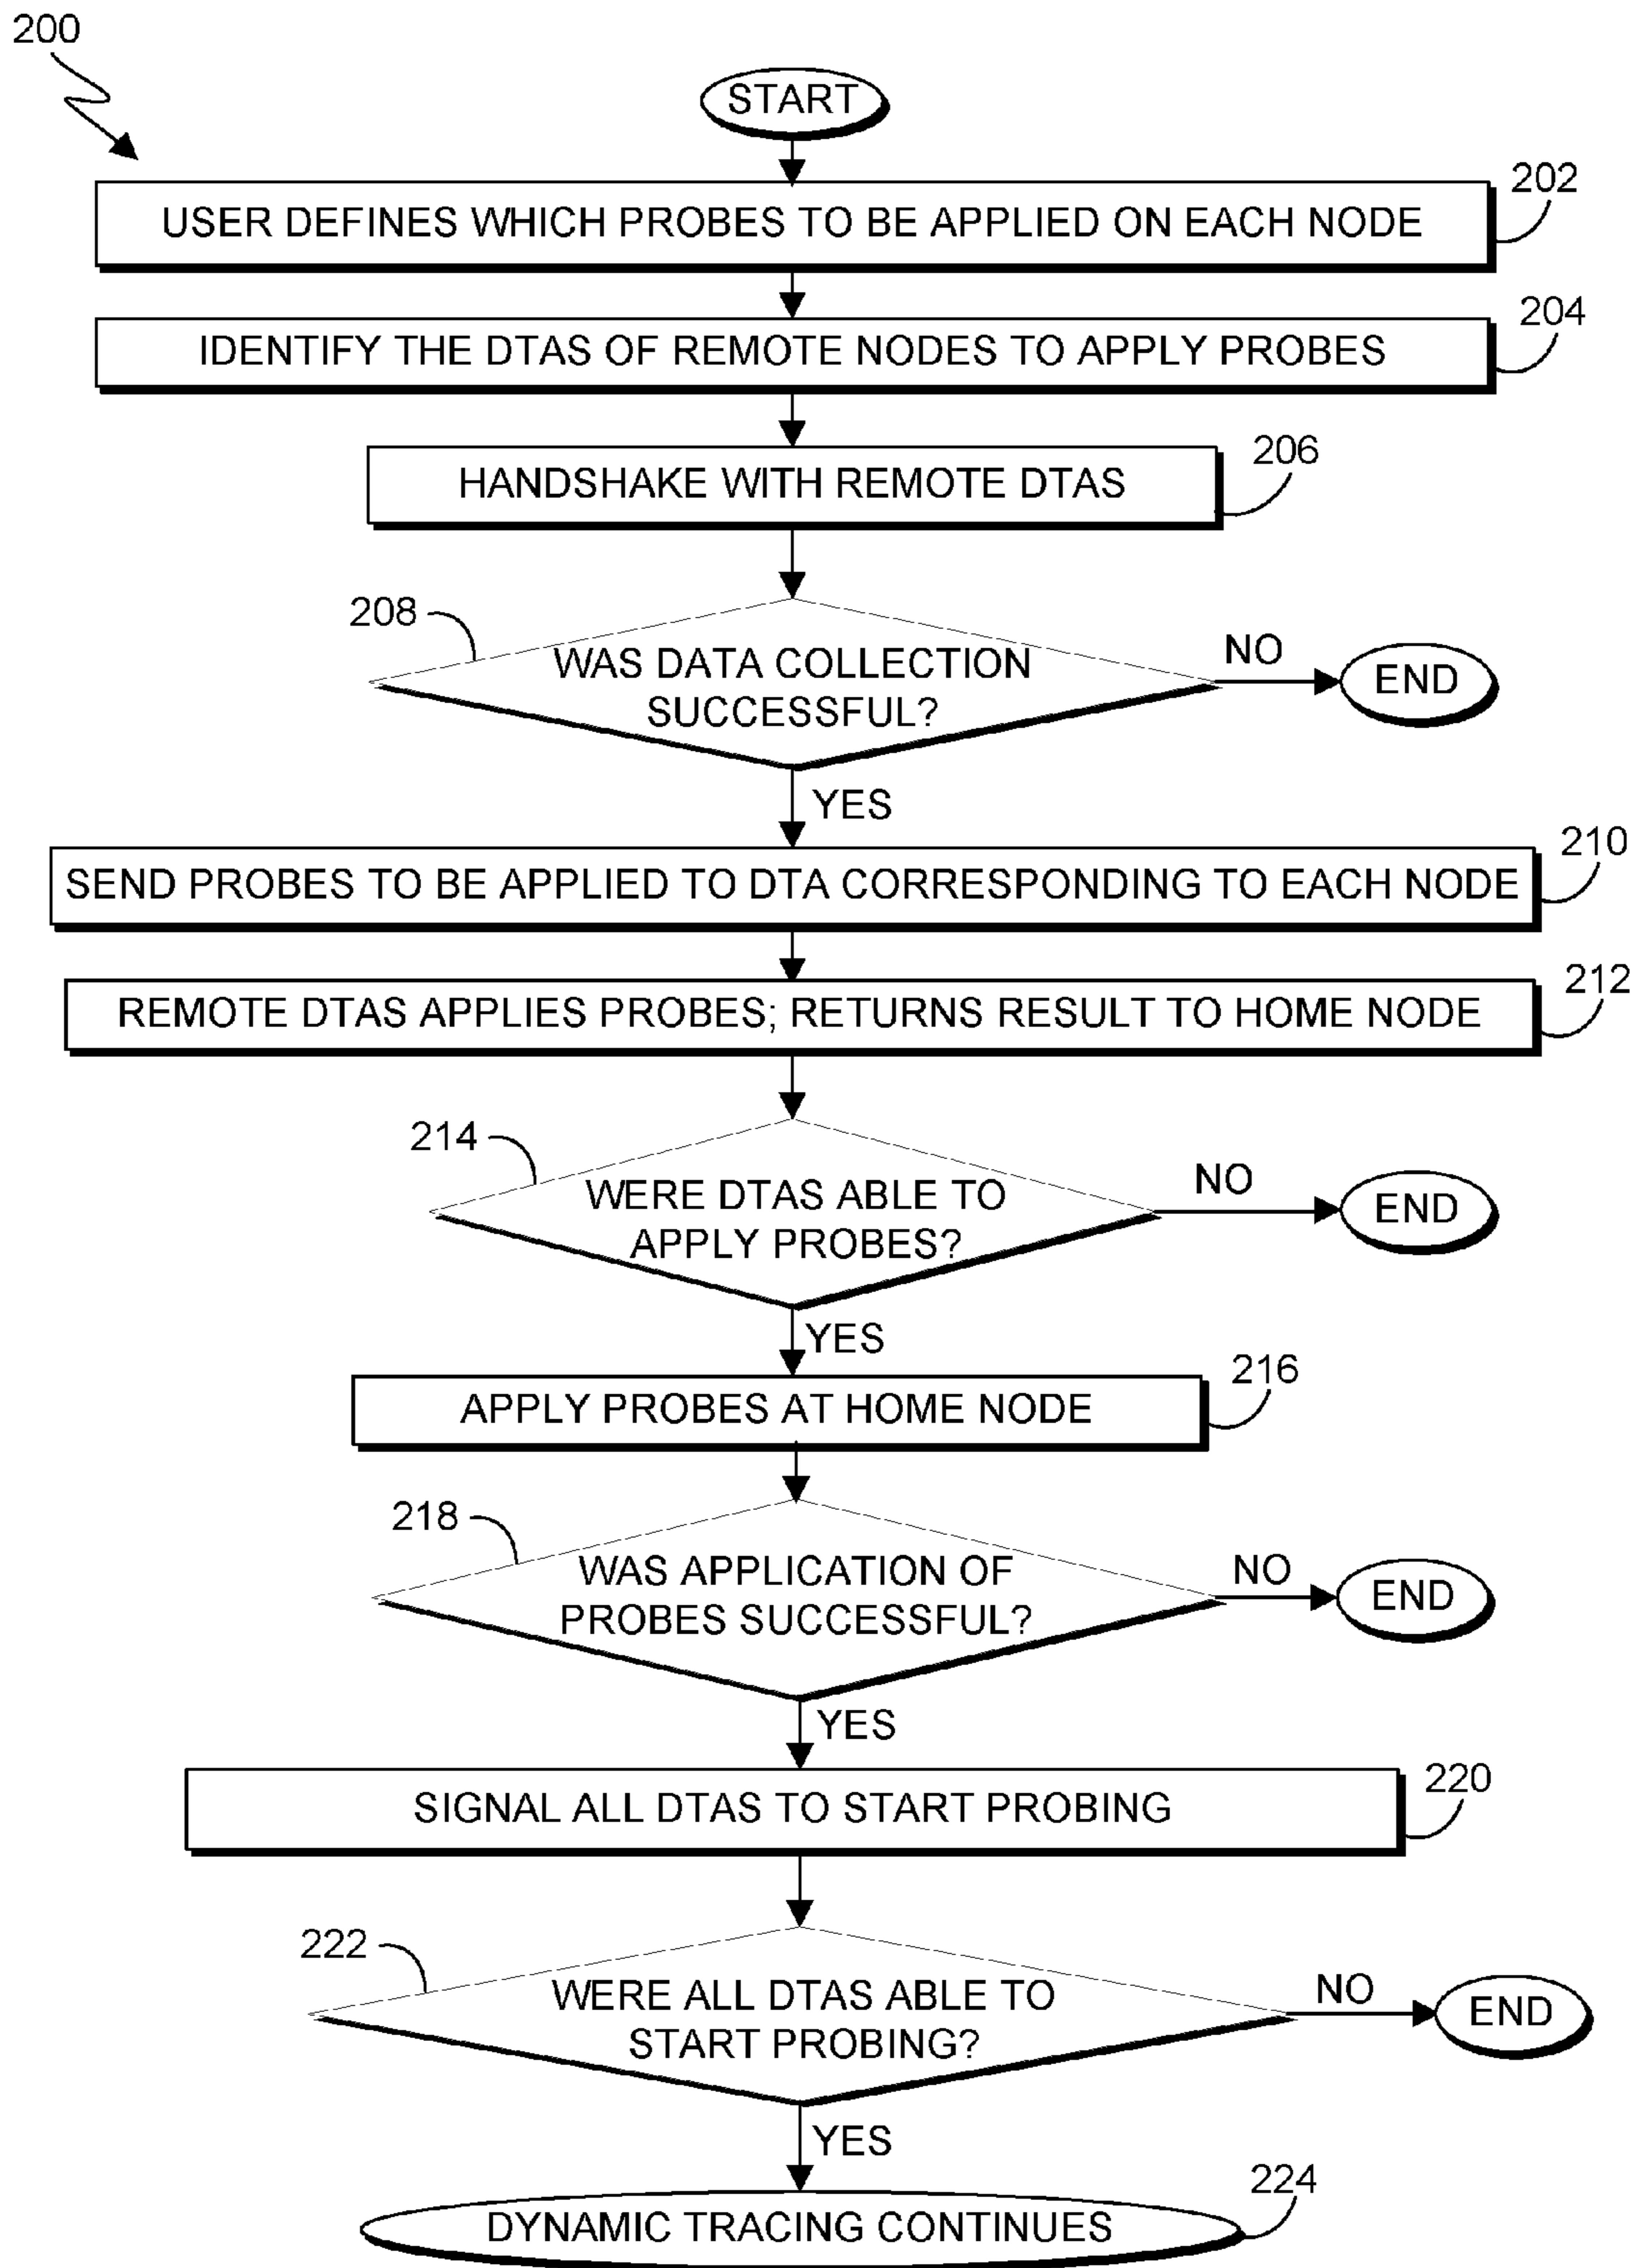 200
START
202
USER DEFINES WHICH PROBES TO BE APPLIED ON EACH NODE
204
IDENTIFY THE DTAS OF REMOTE NODES TO APPLY PROBES
206
HANDSHAKE WITH REMOTE DTAS
208
WAS DATA COLLECTION
SUCCESSFUL?
NO
END
YES
210
SEND PROBES TO BE APPLIED TO DTA CORRESPONDING TO EACH NODE
212
REMOTE DTAS APPLIES PROBES; RETURNS RESULT TO HOME NODE
214
WERE DTAS ABLE TO
APPLY PROBES?
NO
END
YES
216
APPLY PROBES AT HOME NODE
218
WAS APPLICATION OF
PROBES SUCCESSFUL?
NO
END
YES
220
SIGNAL ALL DTAS TO START PROBING
222
WERE ALL DTAS ABLE TO
START PROBING?
NO
END
YES
224
DYNAMIC TRACING CONTINUES